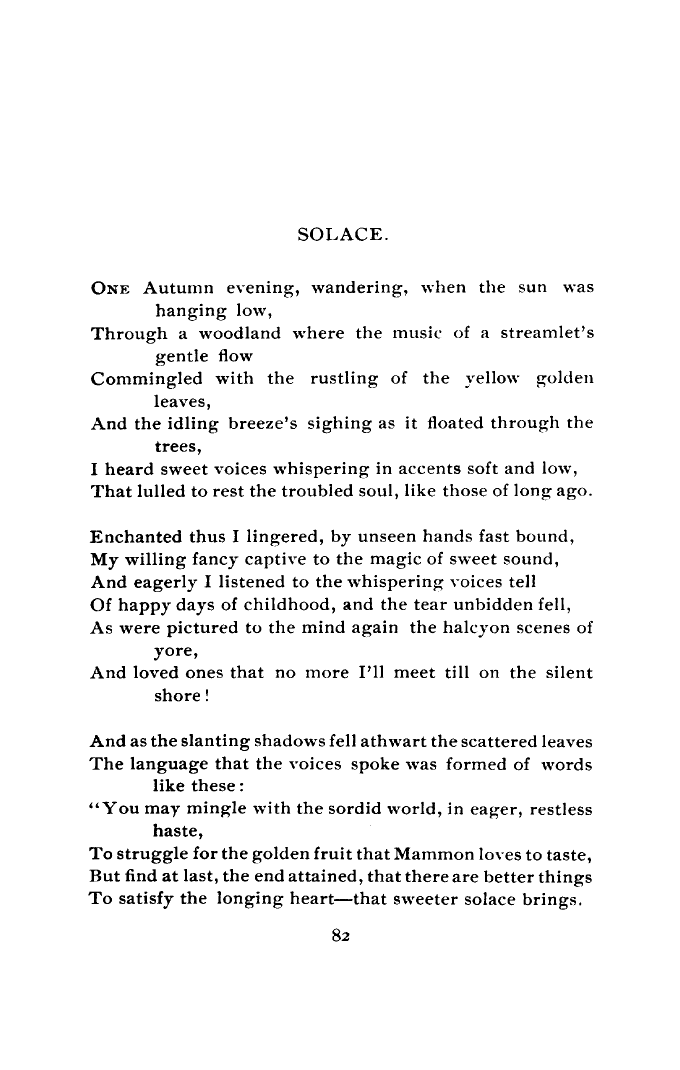 SOLACE.
ONE Autumn evening, wandering, when the sun was
hanging low,
Through a woodland where the music of a streamlet's
gentle flow
Commingled with the rustling of the yellow golden
leaves,
And the idling breeze's sighing as it floated through the
trees,
I heard sweet voices whispering in accents soft and low,
That lulled to rest the troubled soul, like those of long ago.
Enchanted thus I lingered, by unseen hands fast bound,
My willing fancy captive to the magic of sweet sound,
And eagerly I listened to the whispering voices tell
Of happy days of childhood, and the tear unbidden fell,
As were pictured to the mind again the halcyon scenes of
yore,
And loved ones that no more I'll meet till on the silent
shore!
And as the slanting shadows fell athwart the scattered leaves
The language that the voices spoke was formed of words
like these:
"You may mingle with the sordid world, in eager, restless
haste,
To struggle for the golden fruit that Mammon loves to taste,
But find at last, the end attained, that there are better things
To satisfy the longing heart—that sweeter solace brings.
82